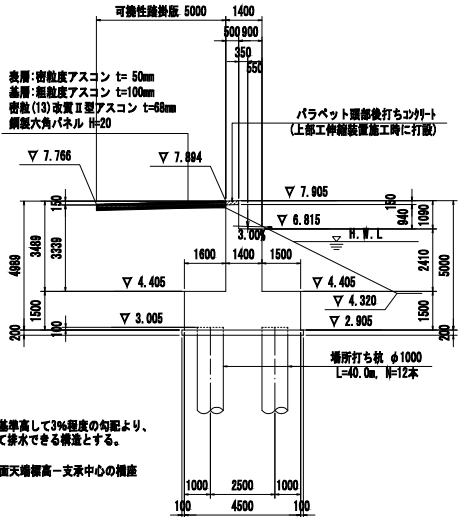 可撓性踏掛版 5000
1400
500 900
350
550
表層:密粒度アスコン t= 50mm
基層:粗粒度アスコン t=100mm
密粒(13)改質Ⅱ型アスコン t=68mm
鋼製六角パネル H=20
パラペット頭部後打ちコンクリート
(上部工伸縮装置施工時に打設)
▽ 7.766
▽ 7.894
▽ 7.905
150
150
940
1090
▽ 6.815
3.00%
H.W.L
4989
3489
3339
1600
1400
1500
2410
5000
▽ 4.405
▽ 4.405
▽ 4.320
1500
1500
▽ 3.005
▽ 2.905
200
100
200
場所打ち杭 φ1000
L=40.0m, N=12本
基準高して3%程度の勾配より、
て排水できる構造とする。
面天端標高-支承中心の檀座
1000
2500
1000
100
4500
100